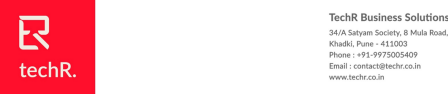 techR.
TechR Business Solutions
34/A Satyam Society, 8 Mula Road,
Khadki, Pune - 411003
Phone : +91-9975005409
Email : contact@techr.co.in
www.techr.co.in